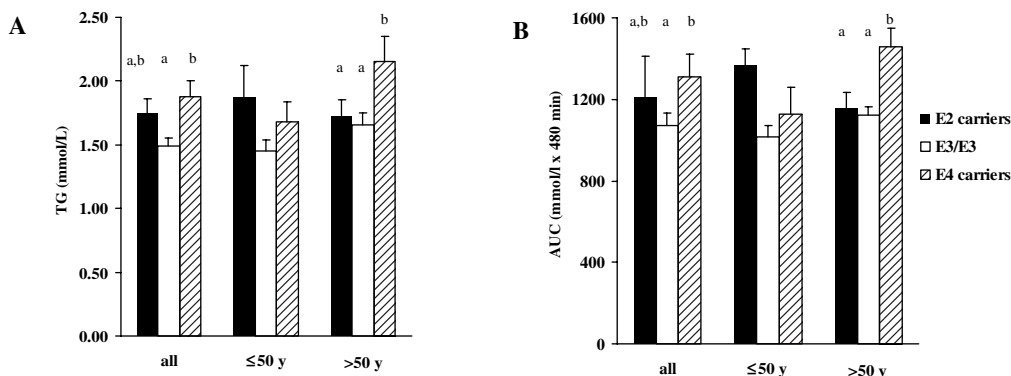 A
TG (mmol/L)
2.50
2.00
1.50
1.00
0.50
0.00
a,b a b
a a b
all ≤50 y >50 y
B
AUC (mmol/l x 480 min)
1600
1200
800
400
0
a,b a b
a a b
all ≤50 y >50 y
E2 carriers
E3/E3
E4 carriers